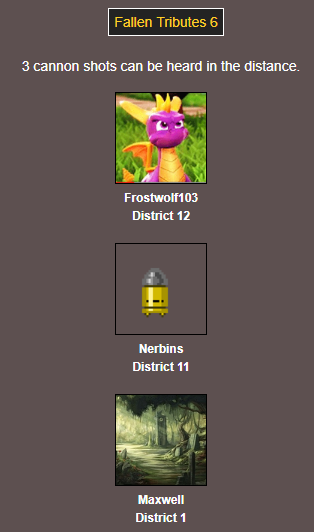 Fallen Tributes 6
3 cannon shots can be heard in the distance.
Frostwolf103
District 12
Nerbins
District 11
Maxwell
District 1